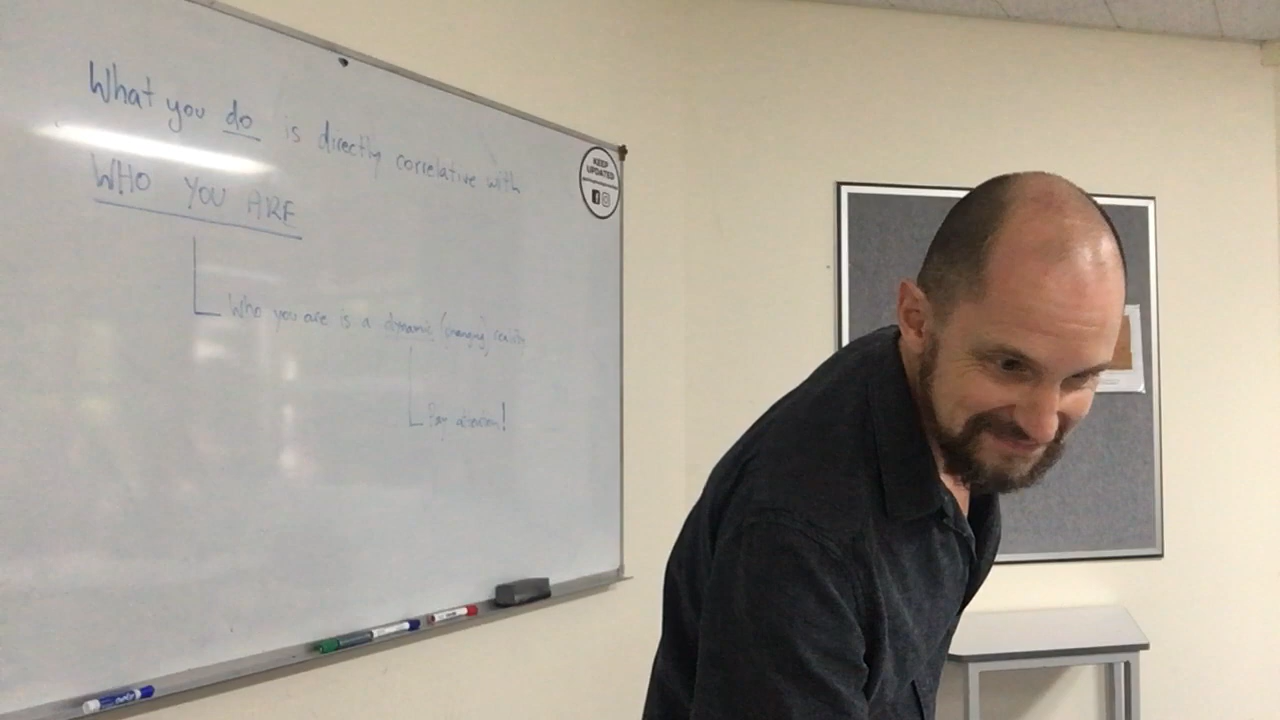 What you do is directly correlative with
WHO YOU ARE
Who you are is a dynamic (changing) reality
Pay attention!
KEEP
UPDATED